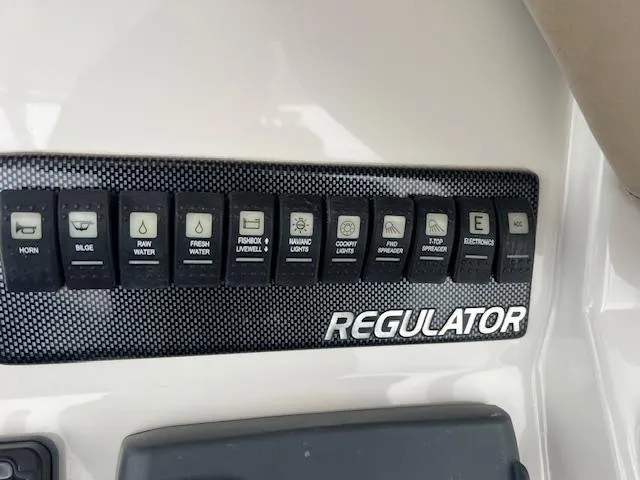 HORN
BILGE
RAW
WATER
FRESH
WATER
FISHBOX
LIVEWELL
NAV/ANC
LIGHTS
COCKPIT
LIGHTS
FWD
SPREADER
T-TOP
SPREADER
E
ELECTRONICS
ACC
REGULATOR